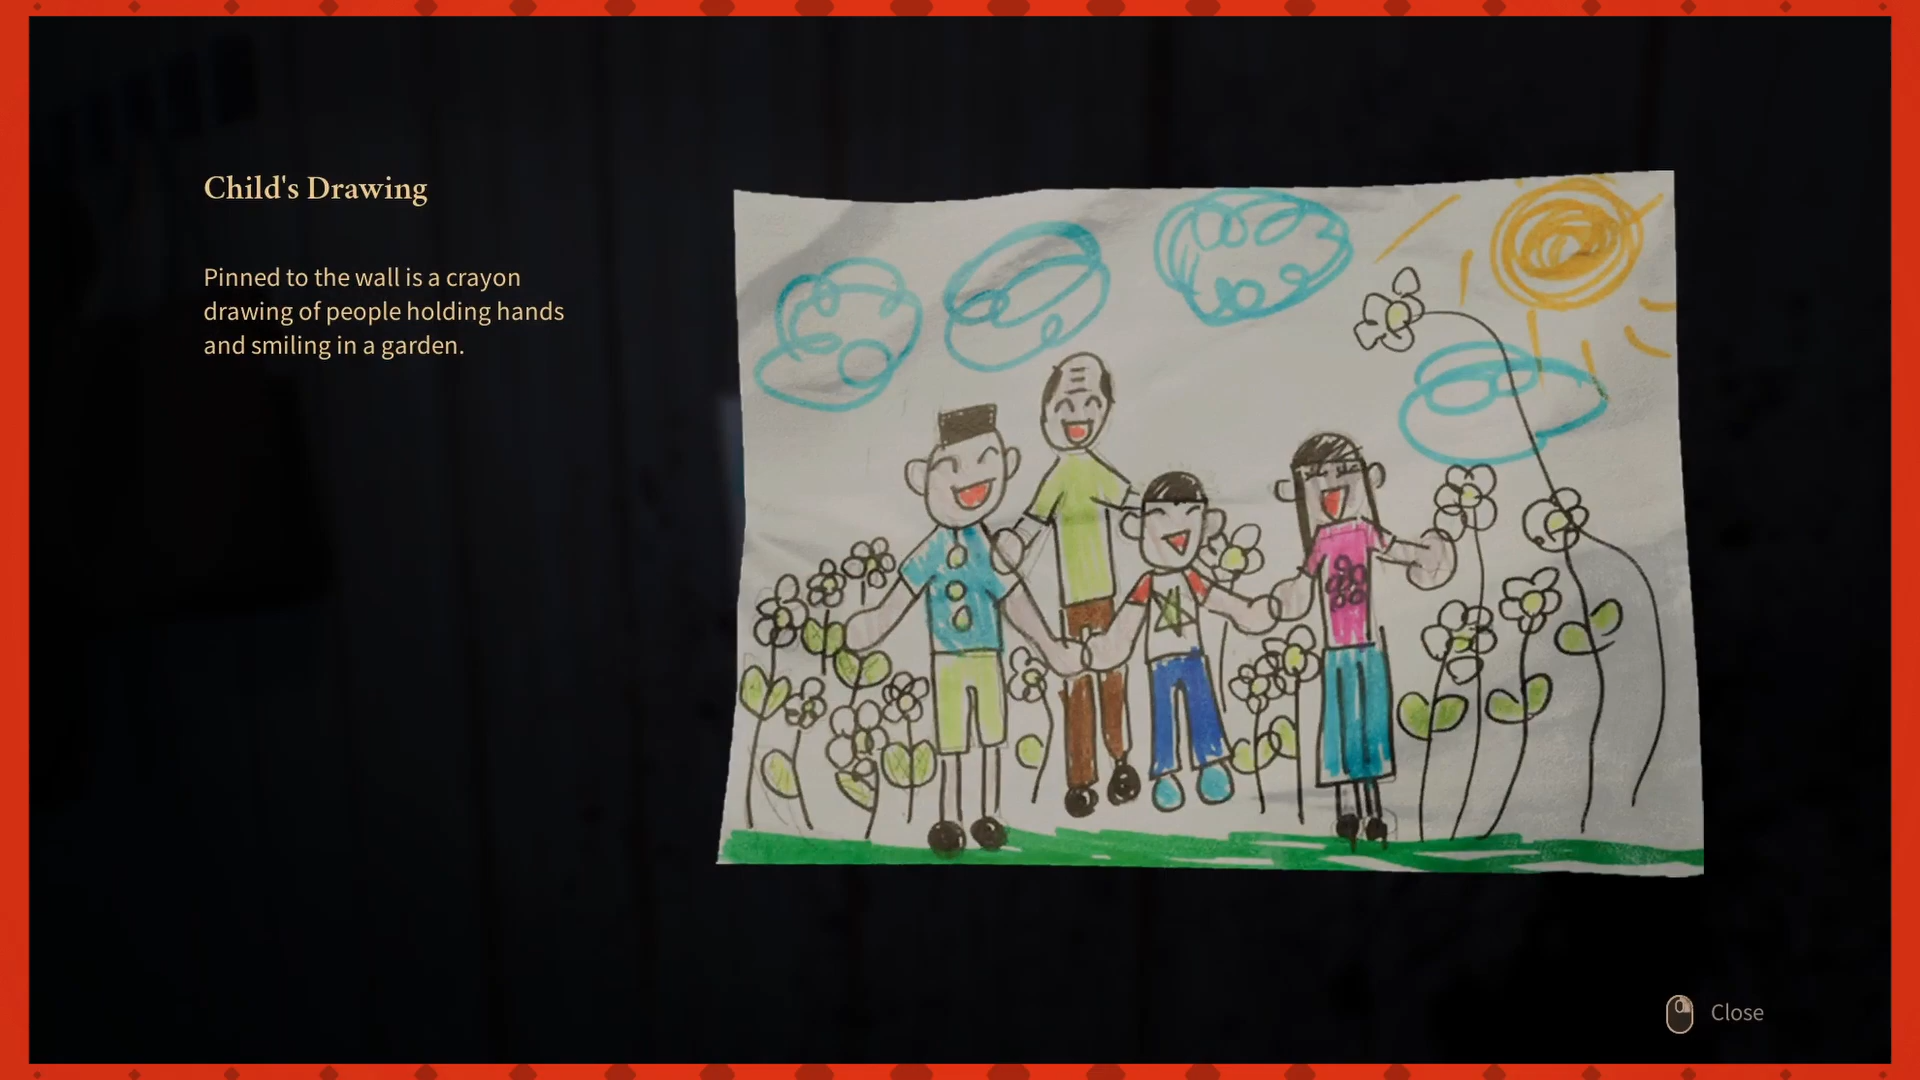 Child's Drawing
Pinned to the wall is a crayon
drawing of people holding hands
and smiling in a garden.
Close